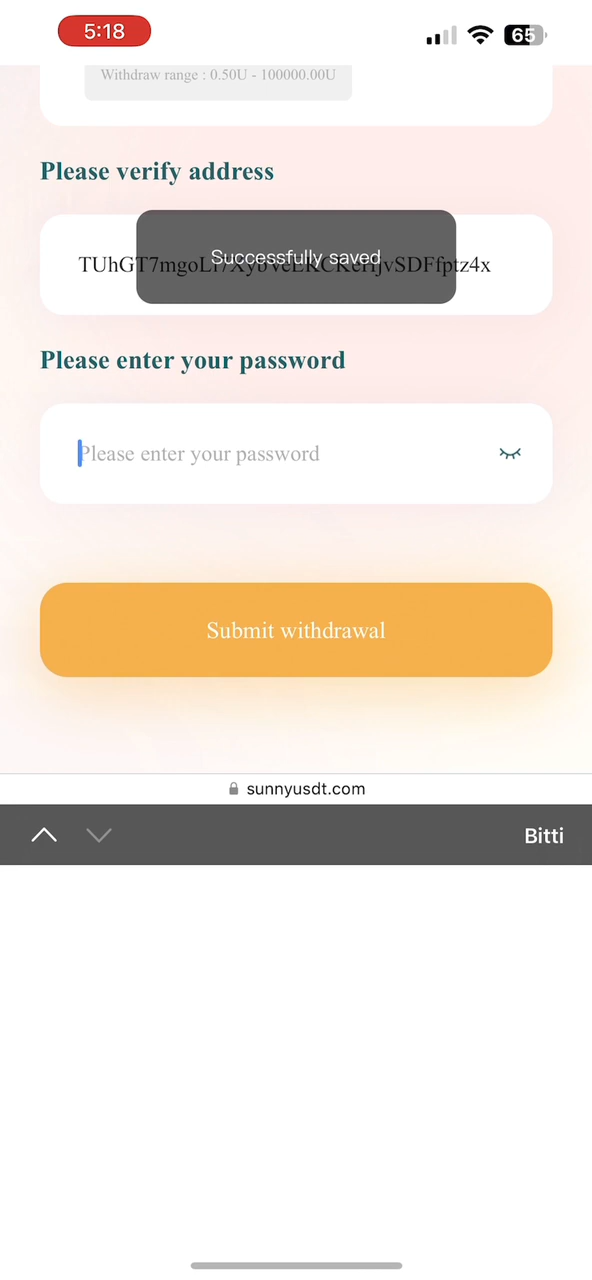 5:18
65
Withdraw range : 0.50U - 100000.00U
Please verify address
Successfully saved
Please enter your password
Please enter your password
Submit withdrawal
sunnyusdt.com
Bitti